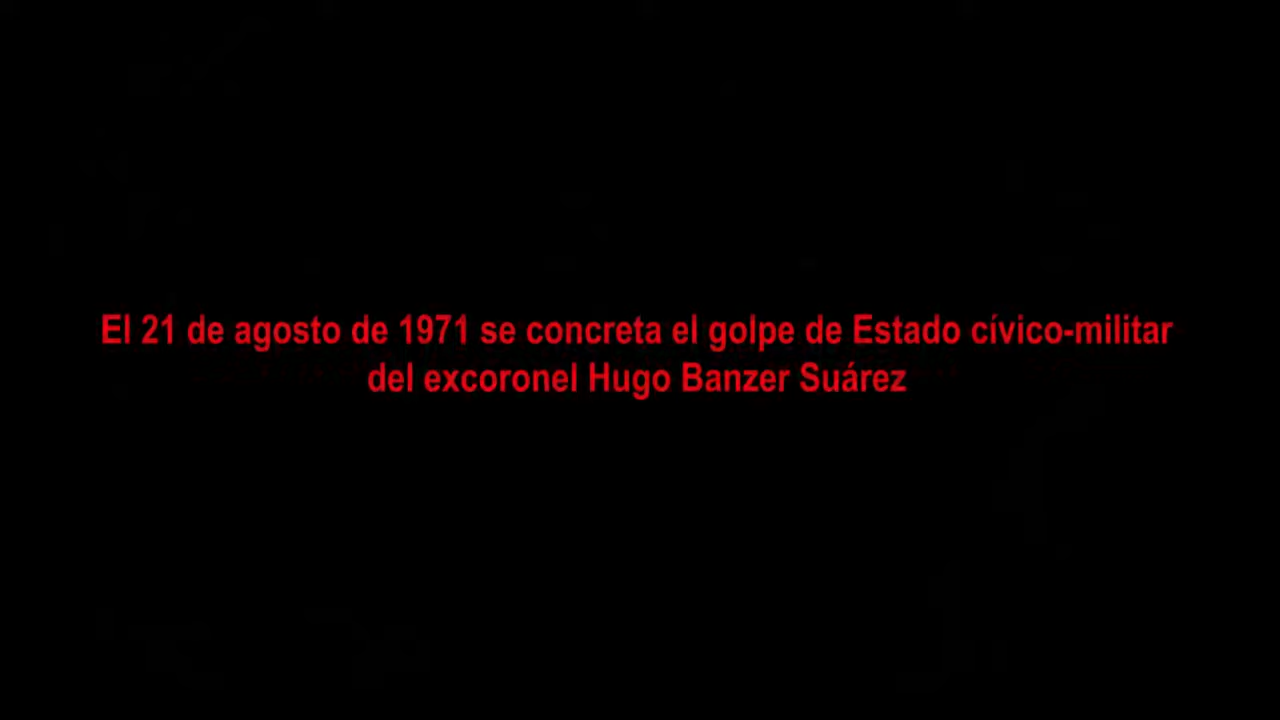 El 21 de agosto de 1971 se concreta el golpe de Estado cívico-militar
del excoronel Hugo Banzer Suárez